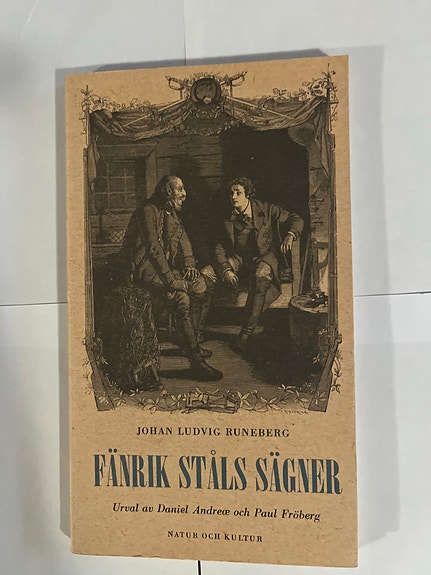 JOHAN LUDVIG RUNEBERG
FÄNRIK STÅLS SÄGNER
Urval av Daniel Andreæ och Paul Fröberg
NATUR OCH KULTUR